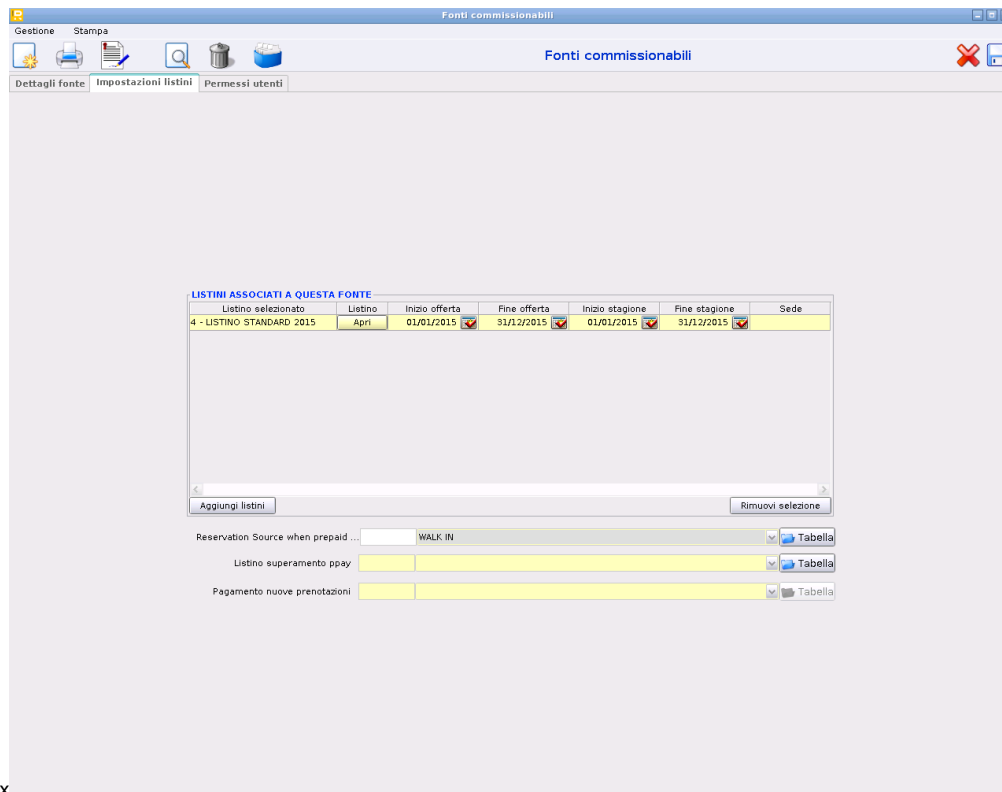 Fonti commissionabili
Gestione Stampa
Fonti commissionabili
Dettagli fonte Impostazioni listini Permessi utenti
LISTINI ASSOCIATI A QUESTA FONTE
Listino selezionato Listino Inizio offerta Fine offerta Inizio stagione Fine stagione Sede
4 - LISTINO STANDARD 2015 Apri 01/01/2015 31/12/2015 01/01/2015 31/12/2015
Aggiungi listini Rimuovi selezione
Reservation Source when prepaid ... WALK IN Tabella
Listino superamento ppay Tabella
Pagamento nuove prenotazioni Tabella
x